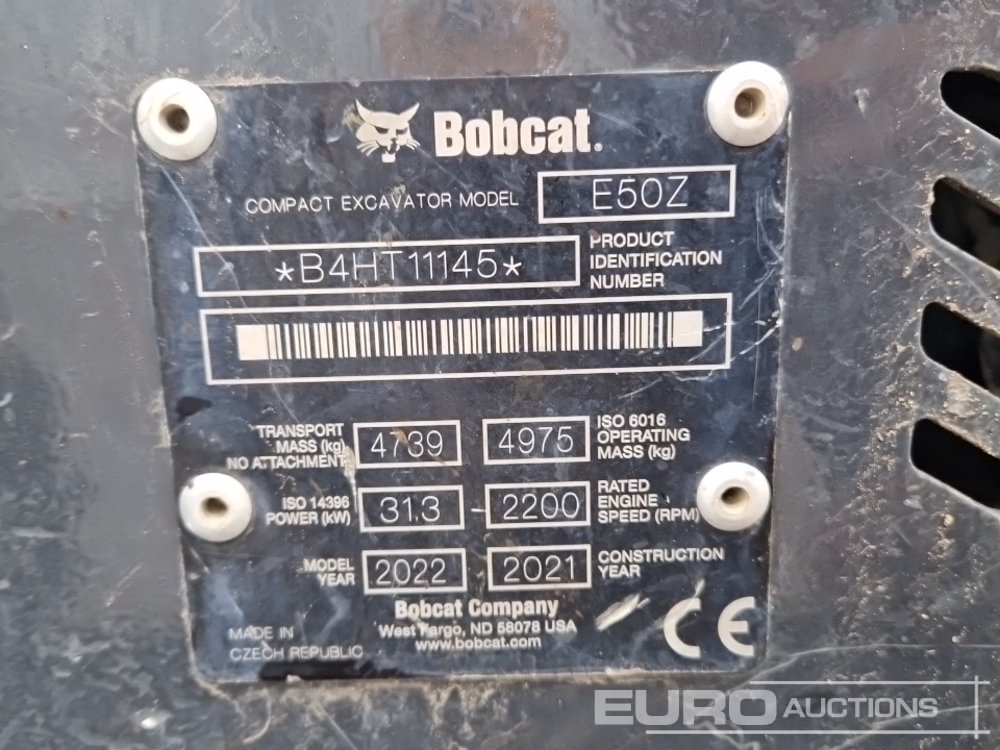 Bobcat.
COMPACT EXCAVATOR MODEL E50Z
*B4HT11145*
PRODUCT
IDENTIFICATION
NUMBER
TRANSPORT
MASS (kg)
NO ATTACHMENT
4739
4975
ISO 6016
OPERATING
MASS (kg)
ISO 14396
POWER (kW)
31.3 - 2200
RATED
ENGINE
SPEED (RPM)
MODEL
YEAR
2022
2021
CONSTRUCTION
YEAR
Bobcat Company
West Fargo, ND 58078 USA
www.bobcat.com
MADE IN
CZECH REPUBLIC
CE
EURO AUCTIONS